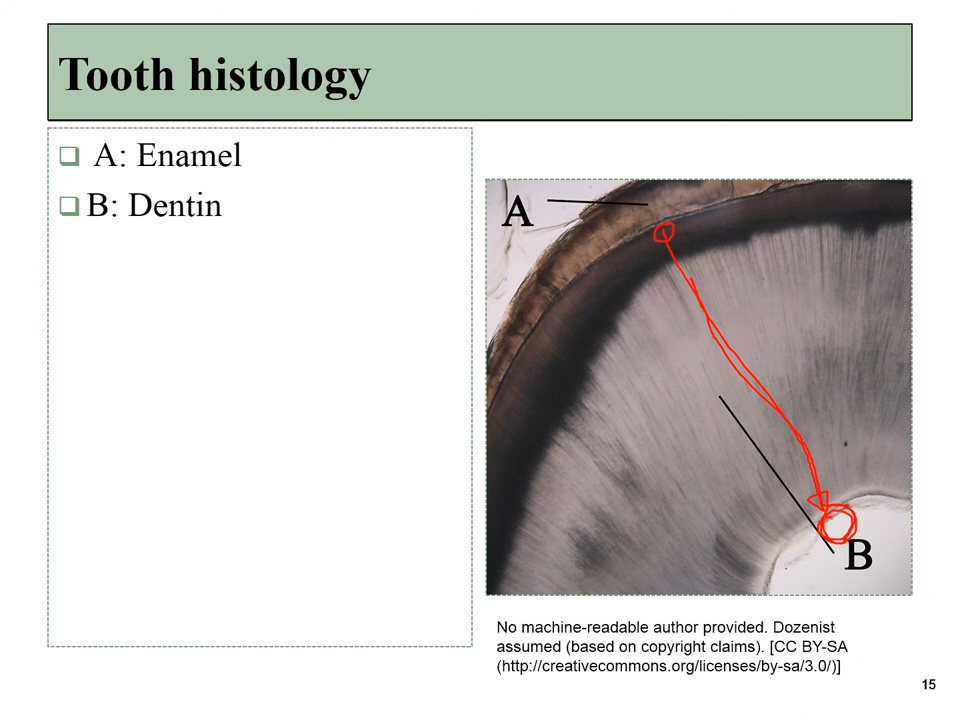 Tooth histology
A: Enamel
B: Dentin
A
B
No machine-readable author provided. Dozenist
assumed (based on copyright claims). [CC BY-SA
(http://creativecommons.org/licenses/by-sa/3.0/)]
15